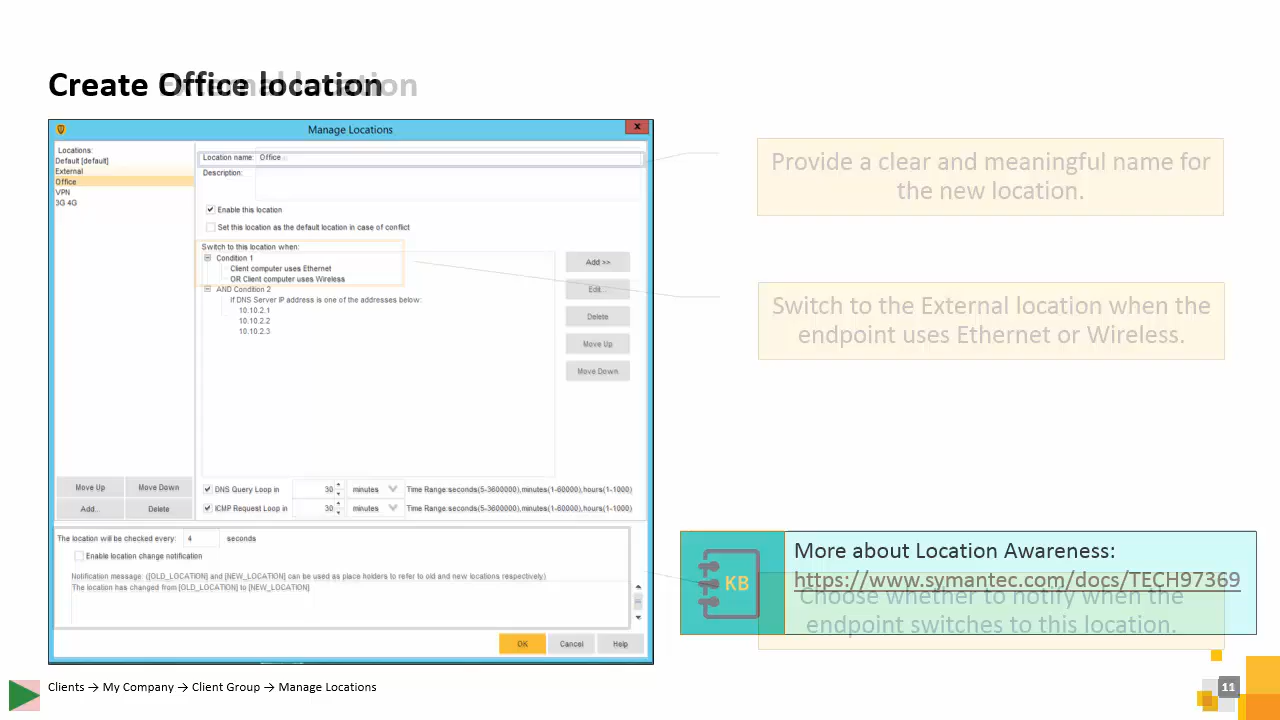 Create Office location
External location
Manage Locations
x
Locations:
Default [default]
External
Office
VPN
3G 4G
Location name: Office
Description:
Enable this location
Set this location as the default location in case of conflict
Switch to this location when:
Condition 1
Client computer uses Ethernet
OR Client computer uses Wireless
AND Condition 2
If DNS Server IP address is one of the addresses below:
10.10.2.1
10.10.2.2
10.10.2.3
Add >>
Edit...
Delete
Move Up
Move Down
Move Up Move Down
Add... Delete
DNS Query Loop in 30 minutes Time Range:seconds(5-3600000),minutes(1-60000),hours(1-1000)
ICMP Request Loop in 30 minutes Time Range:seconds(5-3600000),minutes(1-60000),hours(1-1000)
The location will be checked every: 4 seconds
Enable location change notification
Notification message: ([OLD_LOCATION] and [NEW_LOCATION] can be used as place holders to refer to old and new locations respectively)
The location has changed from [OLD_LOCATION] to [NEW_LOCATION].
OK Cancel Help
Provide a clear and meaningful name for
the new location.
Switch to the External location when the
endpoint uses Ethernet or Wireless.
KB
More about Location Awareness:
https://www.symantec.com/docs/TECH97369
Choose whether to notify when the
endpoint switches to this location.
Clients → My Company → Client Group → Manage Locations
11